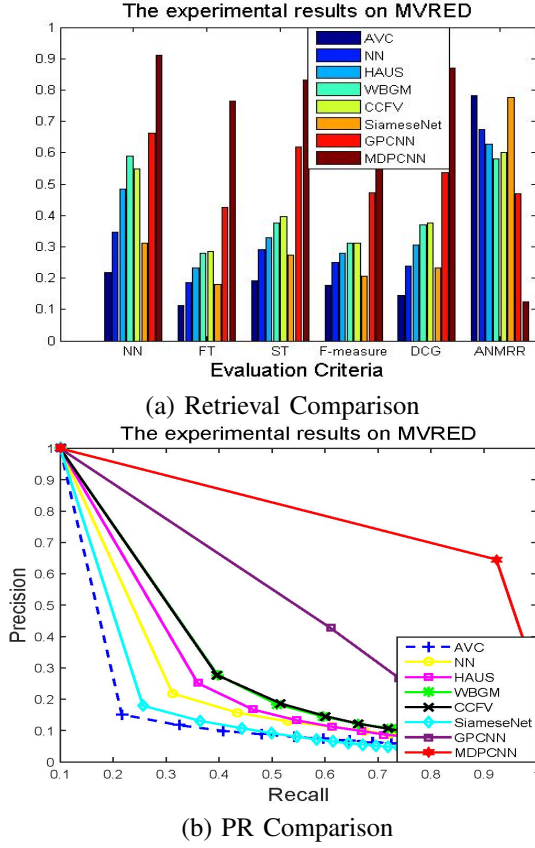 The experimental results on MVRED
1
0.9
0.8
0.7
0.6
0.5
0.4
0.3
0.2
0.1
0
AVC
NN
HAUS
WBGM
CCFV
SiameseNet
GPCNN
MDPCNN
NN FT ST F-measure DCG ANMRR
Evaluation Criteria
(a) Retrieval Comparison
The experimental results on MVRED
1
0.9
0.8
0.7
0.6
0.5
0.4
0.3
0.2
0.1
0
Precision
AVC
NN
HAUS
WBGM
CCFV
SiameseNet
GPCNN
MDPCNN
0.1 0.2 0.3 0.4 0.5 0.6 0.7 0.8 0.9
Recall
(b) PR Comparison